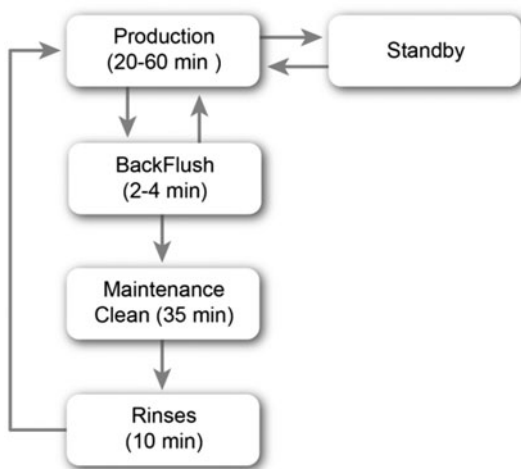 Production
(20-60 min )
Standby
BackFlush
(2-4 min)
Maintenance
Clean (35 min)
Rinses
(10 min)